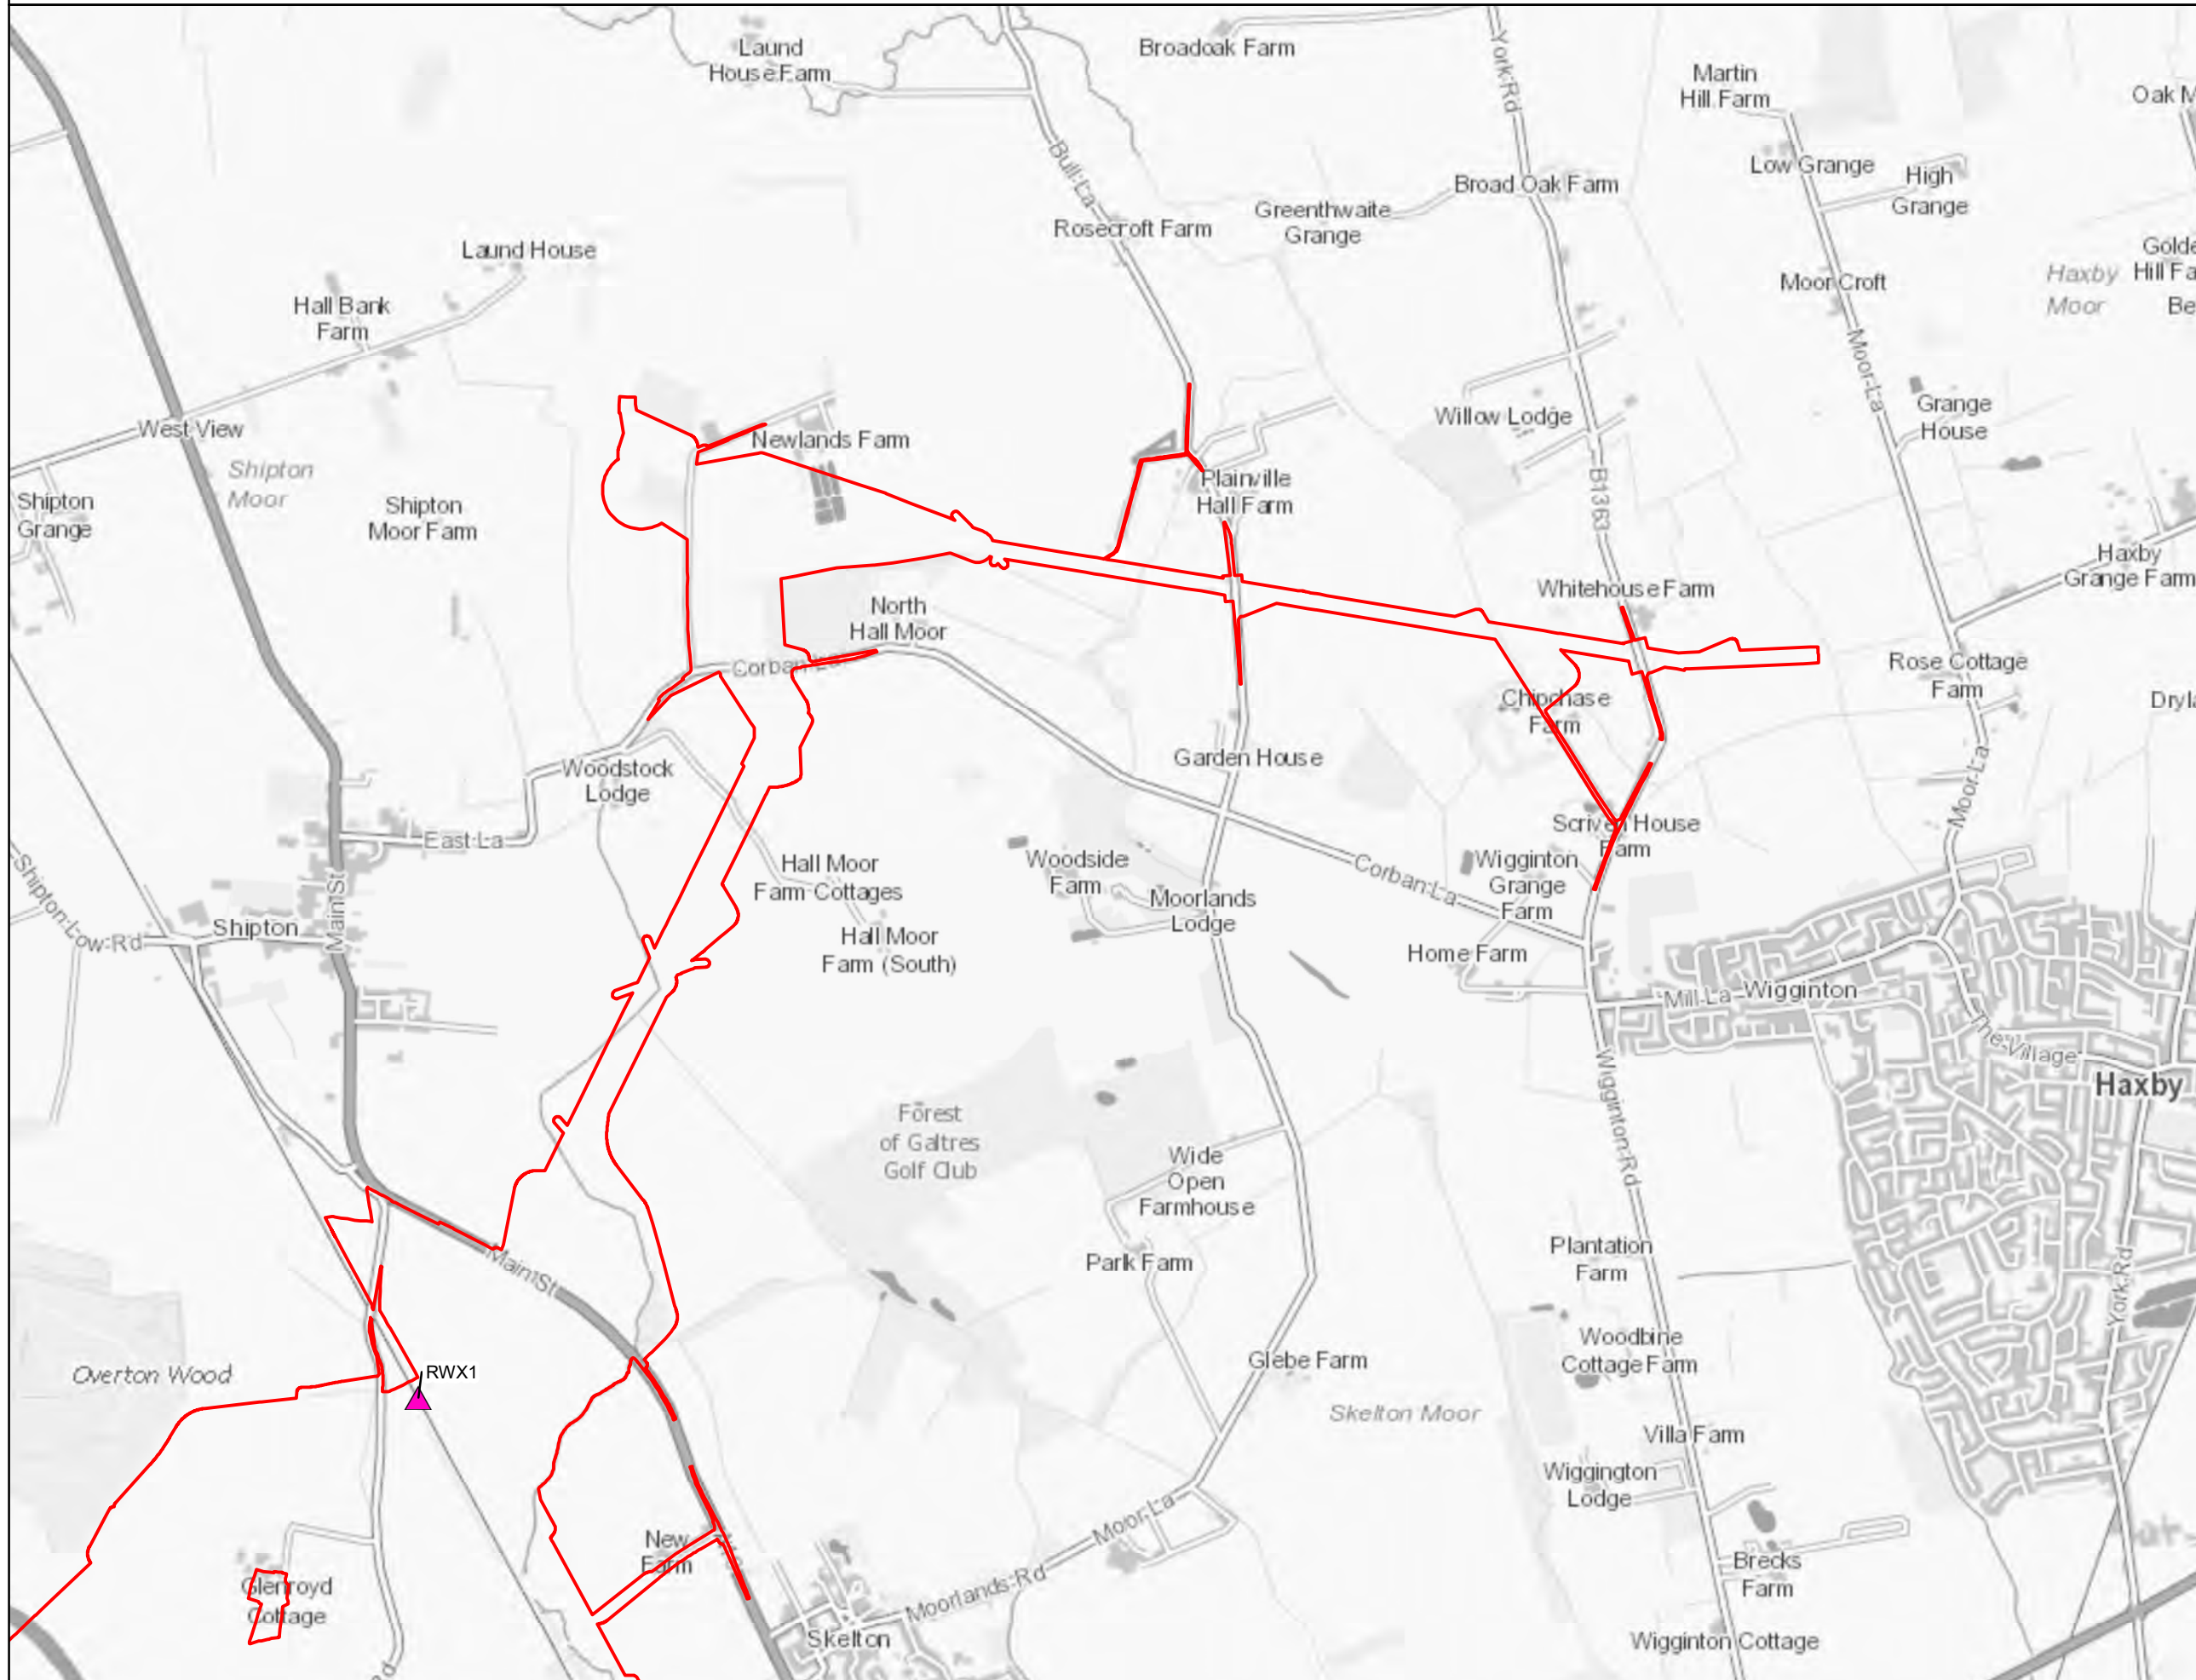 Laund
House Farm
Broadoak Farm
York Rd
Martin
Hill Farm
Oak M
Bull La
Low Grange
High
Grange
Broad Oak Farm
Greenthwaite
Grange
Rosecroft Farm
Laund House
Moor Croft
Haxby
Moor
Golde
Hill Fa
Be
Hall Bank
Farm
Moor La
West View
Newlands Farm
Willow Lodge
Grange
House
Shipton
Moor
Shipton
Grange
Shipton
Moor Farm
Plainville
Hall Farm
B1363
Haxby
Grange Farm
Whitehouse Farm
North
Hall Moor
Corban La
Rose Cottage
Farm
Chipchase
Farm
Dryla
Woodstock
Lodge
Garden House
Moor La
East La
Scriven House
Farm
Shipton Low Rd
Main St
Shipton
Hall Moor
Farm Cottages
Woodside
Farm
Moorlands
Lodge
Corban La
Wigginton
Grange
Farm
Hall Moor
Farm (South)
Home Farm
Mill La
Wigginton
The Village
Haxby
Wigginton Rd
Forest
of Galtres
Golf Club
Wide
Open
Farmhouse
Main St
Park Farm
Plantation
Farm
York Rd
Overton Wood
RWX1
Glebe Farm
Woodbine
Cottage Farm
Skelton Moor
Villa Farm
Wiggington
Lodge
Moor La
New
Farm
Brecks
Farm
Glenroyd
Cottage
Moorlands Rd
Skelton
Wigginton Cottage